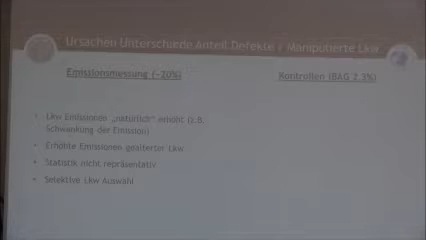 Ursachen Unterschiede Anteil Defekte / Manipulierte Lkw
Emissionsmessung (~20%)
Kontrollen (BAG 2,3%)
Emissionen „natürlich“ erhöht (z.B.
Schwankung der Emission)
Erhöhte Emissionen gealterter Lkw
Statistik nicht repräsentativ
Selektive Lkw Auswahl